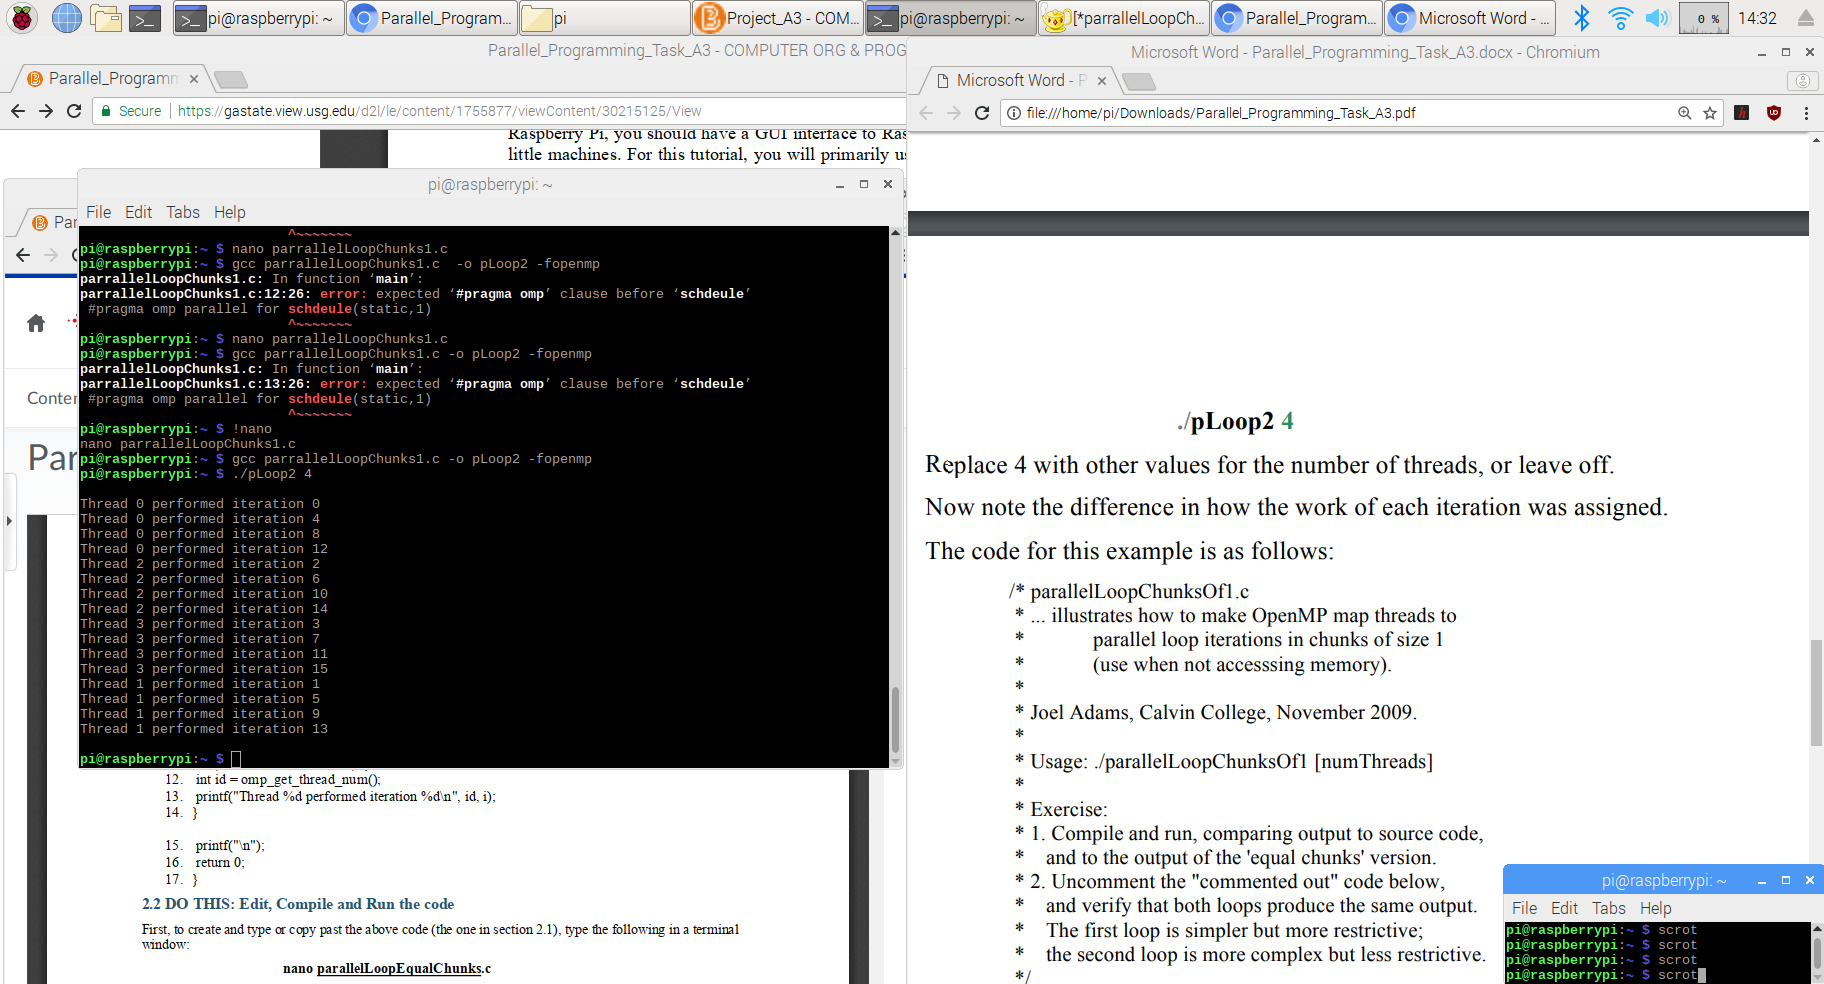 pi@raspberrypi: ~
Parallel_Program...
pi
Project_A3 - COM...
pi@raspberrypi: ~
[*parrallelLoopCh...
Parallel_Program...
Microsoft Word - ...
0 %
14:32
Parallel_Programming_Task_A3 - COMPUTER ORG & PROG
Parallel_Programm
Secure
https://gastate.view.usg.edu/d2l/le/content/1755877/viewContent/30215125/View
Raspberry Pi, you should have a GUI interface to Ras
little machines. For this tutorial, you will primarily u
Par
Conter
Par
pi@raspberrypi: ~
File Edit Tabs Help
^~~~~~~~
pi@raspberrypi:~ $ nano parrallelLoopChunks1.c
pi@raspberrypi:~ $ gcc parrallelLoopChunks1.c  -o pLoop2 -fopenmp
parrallelLoopChunks1.c: In function ‘main’:
parrallelLoopChunks1.c:12:26: error: expected ‘#pragma omp’ clause before ‘schdeule’
#pragma omp parallel for schdeule(static,1)
^~~~~~~~
pi@raspberrypi:~ $ nano parrallelLoopChunks1.c
pi@raspberrypi:~ $ gcc parrallelLoopChunks1.c -o pLoop2 -fopenmp
parrallelLoopChunks1.c: In function ‘main’:
parrallelLoopChunks1.c:13:26: error: expected ‘#pragma omp’ clause before ‘schdeule’
#pragma omp parallel for schdeule(static,1)
^~~~~~~~
pi@raspberrypi:~ $ !nano
nano parrallelLoopChunks1.c
pi@raspberrypi:~ $ gcc parrallelLoopChunks1.c -o pLoop2 -fopenmp
pi@raspberrypi:~ $ ./pLoop2 4
Thread 0 performed iteration 0
Thread 0 performed iteration 4
Thread 0 performed iteration 8
Thread 0 performed iteration 12
Thread 2 performed iteration 2
Thread 2 performed iteration 6
Thread 2 performed iteration 10
Thread 2 performed iteration 14
Thread 3 performed iteration 3
Thread 3 performed iteration 7
Thread 3 performed iteration 11
Thread 3 performed iteration 15
Thread 1 performed iteration 1
Thread 1 performed iteration 5
Thread 1 performed iteration 9
Thread 1 performed iteration 13
pi@raspberrypi:~ $
12. int id = omp_get_thread_num();
13. printf("Thread %d performed iteration %d\n", id, i);
14. }
15. printf("\n");
16. return 0;
17. }
2.2 DO THIS: Edit, Compile and Run the code
First, to create and type or copy past the above code (the one in section 2.1), type the following in a terminal
window:
nano parallelLoopEqualChunks.c
Microsoft Word - Parallel_Programming_Task_A3.docx - Chromium
Microsoft Word - P
file:///home/pi/Downloads/Parallel_Programming_Task_A3.pdf
./pLoop2 4
Replace 4 with other values for the number of threads, or leave off.
Now note the difference in how the work of each iteration was assigned.
The code for this example is as follows:
/* parallelLoopChunksOf1.c
* ... illustrates how to make OpenMP map threads to
* parallel loop iterations in chunks of size 1
* (use when not accesssing memory).
*
* Joel Adams, Calvin College, November 2009.
*
* Usage: ./parallelLoopChunksOf1 [numThreads]
*
* Exercise:
* 1. Compile and run, comparing output to source code,
* and to the output of the 'equal chunks' version.
* 2. Uncomment the "commented out" code below,
* and verify that both loops produce the same output.
* The first loop is simpler but more restrictive;
* the second loop is more complex but less restrictive.
*/
pi@raspberrypi: ~
File Edit Tabs Help
pi@raspberrypi:~ $ scrot
pi@raspberrypi:~ $ scrot
pi@raspberrypi:~ $ scrot
pi@raspberrypi:~ $ scrot